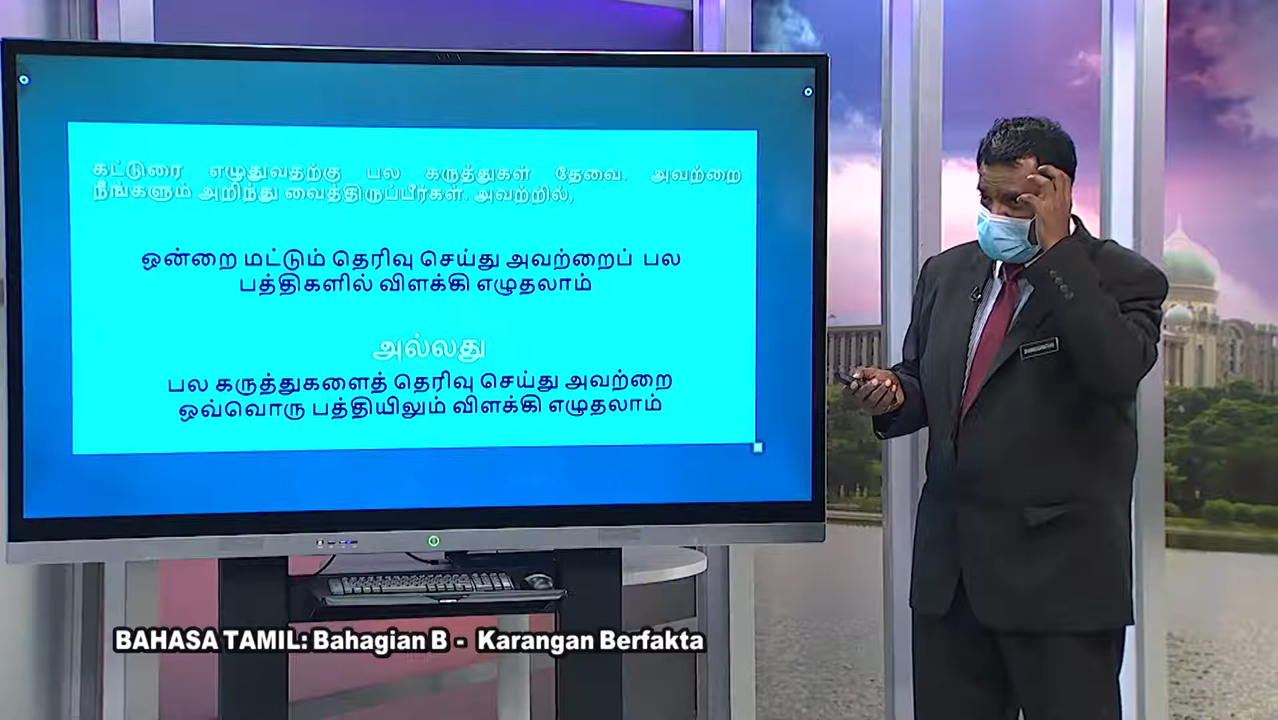 கட்டுரை எழுதுவதற்கு பல கருத்துகள் தேவை. அவற்றை
நீங்களும் அறிந்து வைத்திருப்பீர்கள். அவற்றில்,
ஒன்றை மட்டும் தெரிவு செய்து அவற்றைப் பல
பத்திகளில் விளக்கி எழுதலாம்
அல்லது
பல கருத்துகளைத் தெரிவு செய்து அவற்றை
ஒவ்வொரு பத்தியிலும் விளக்கி எழுதலாம்
BAHASA TAMIL: Bahagian B - Karangan Berfakta